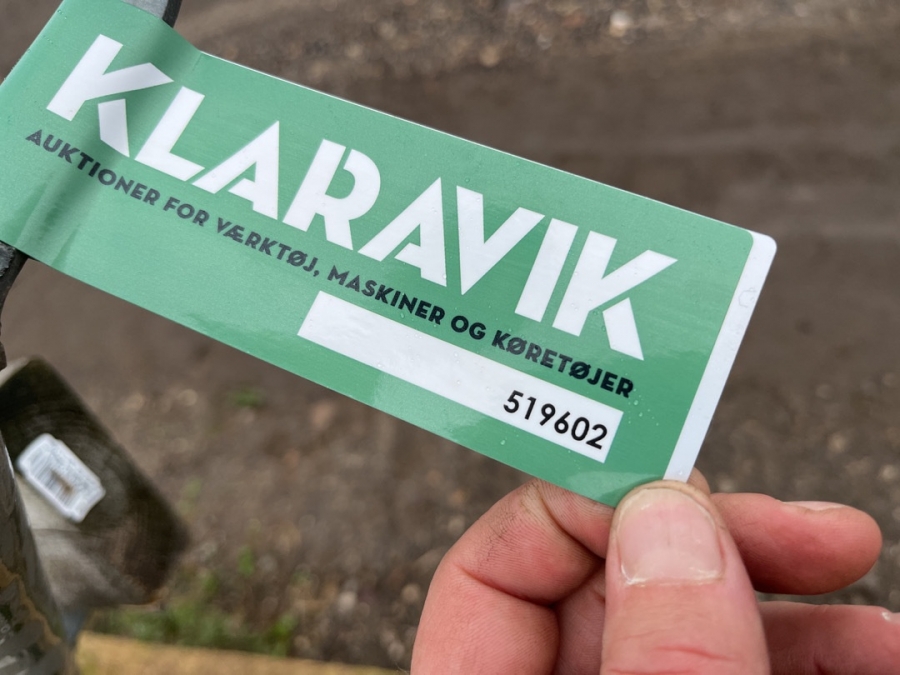 KLARAVIK
AUKTIONER FOR VÆRKTØJ, MASKINER OG KØRETØJER
519602